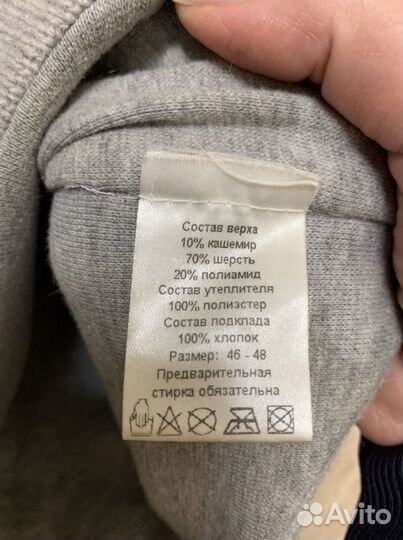 Состав верха
10% кашемир
70% шерсть
20% полиамид
Состав утеплителя
100% полиэстер
Состав подклада
100% хлопок
Размер: 46 - 48
Предварительная
стирка обязательна
Avito